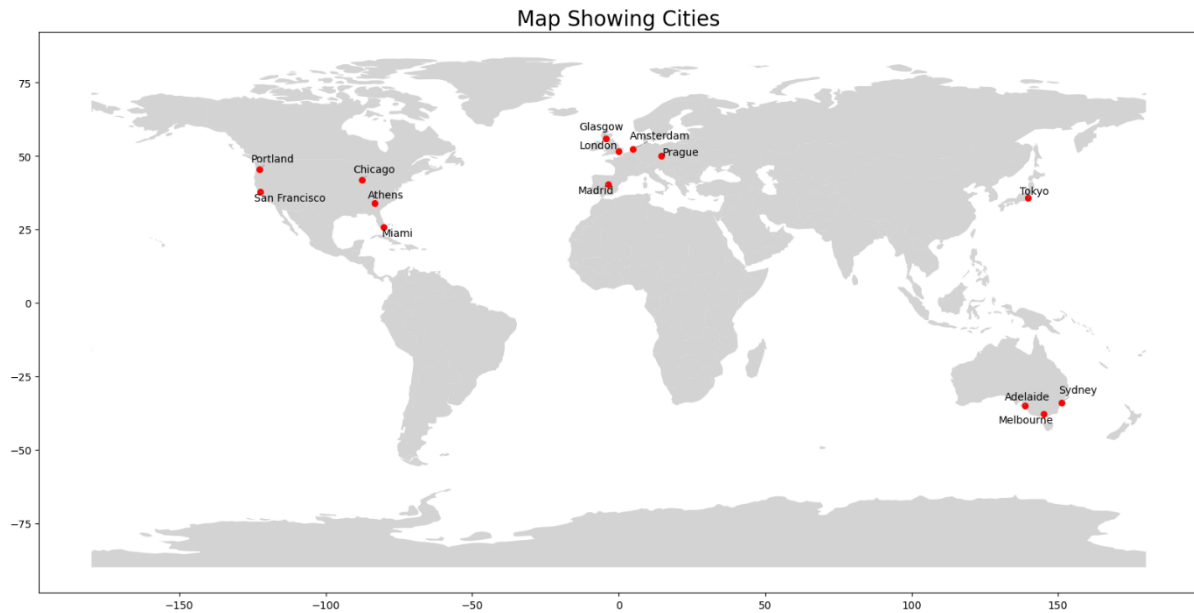 Map Showing Cities
75
Glasgow
Amsterdam
London
50
Prague
Portland
Chicago
Madrid
Tokyo
San Francisco
Athens
25
Miami
0
−25
Sydney
Adelaide
Melbourne
−50
−75
−150
−100
−50
0
50
100
150